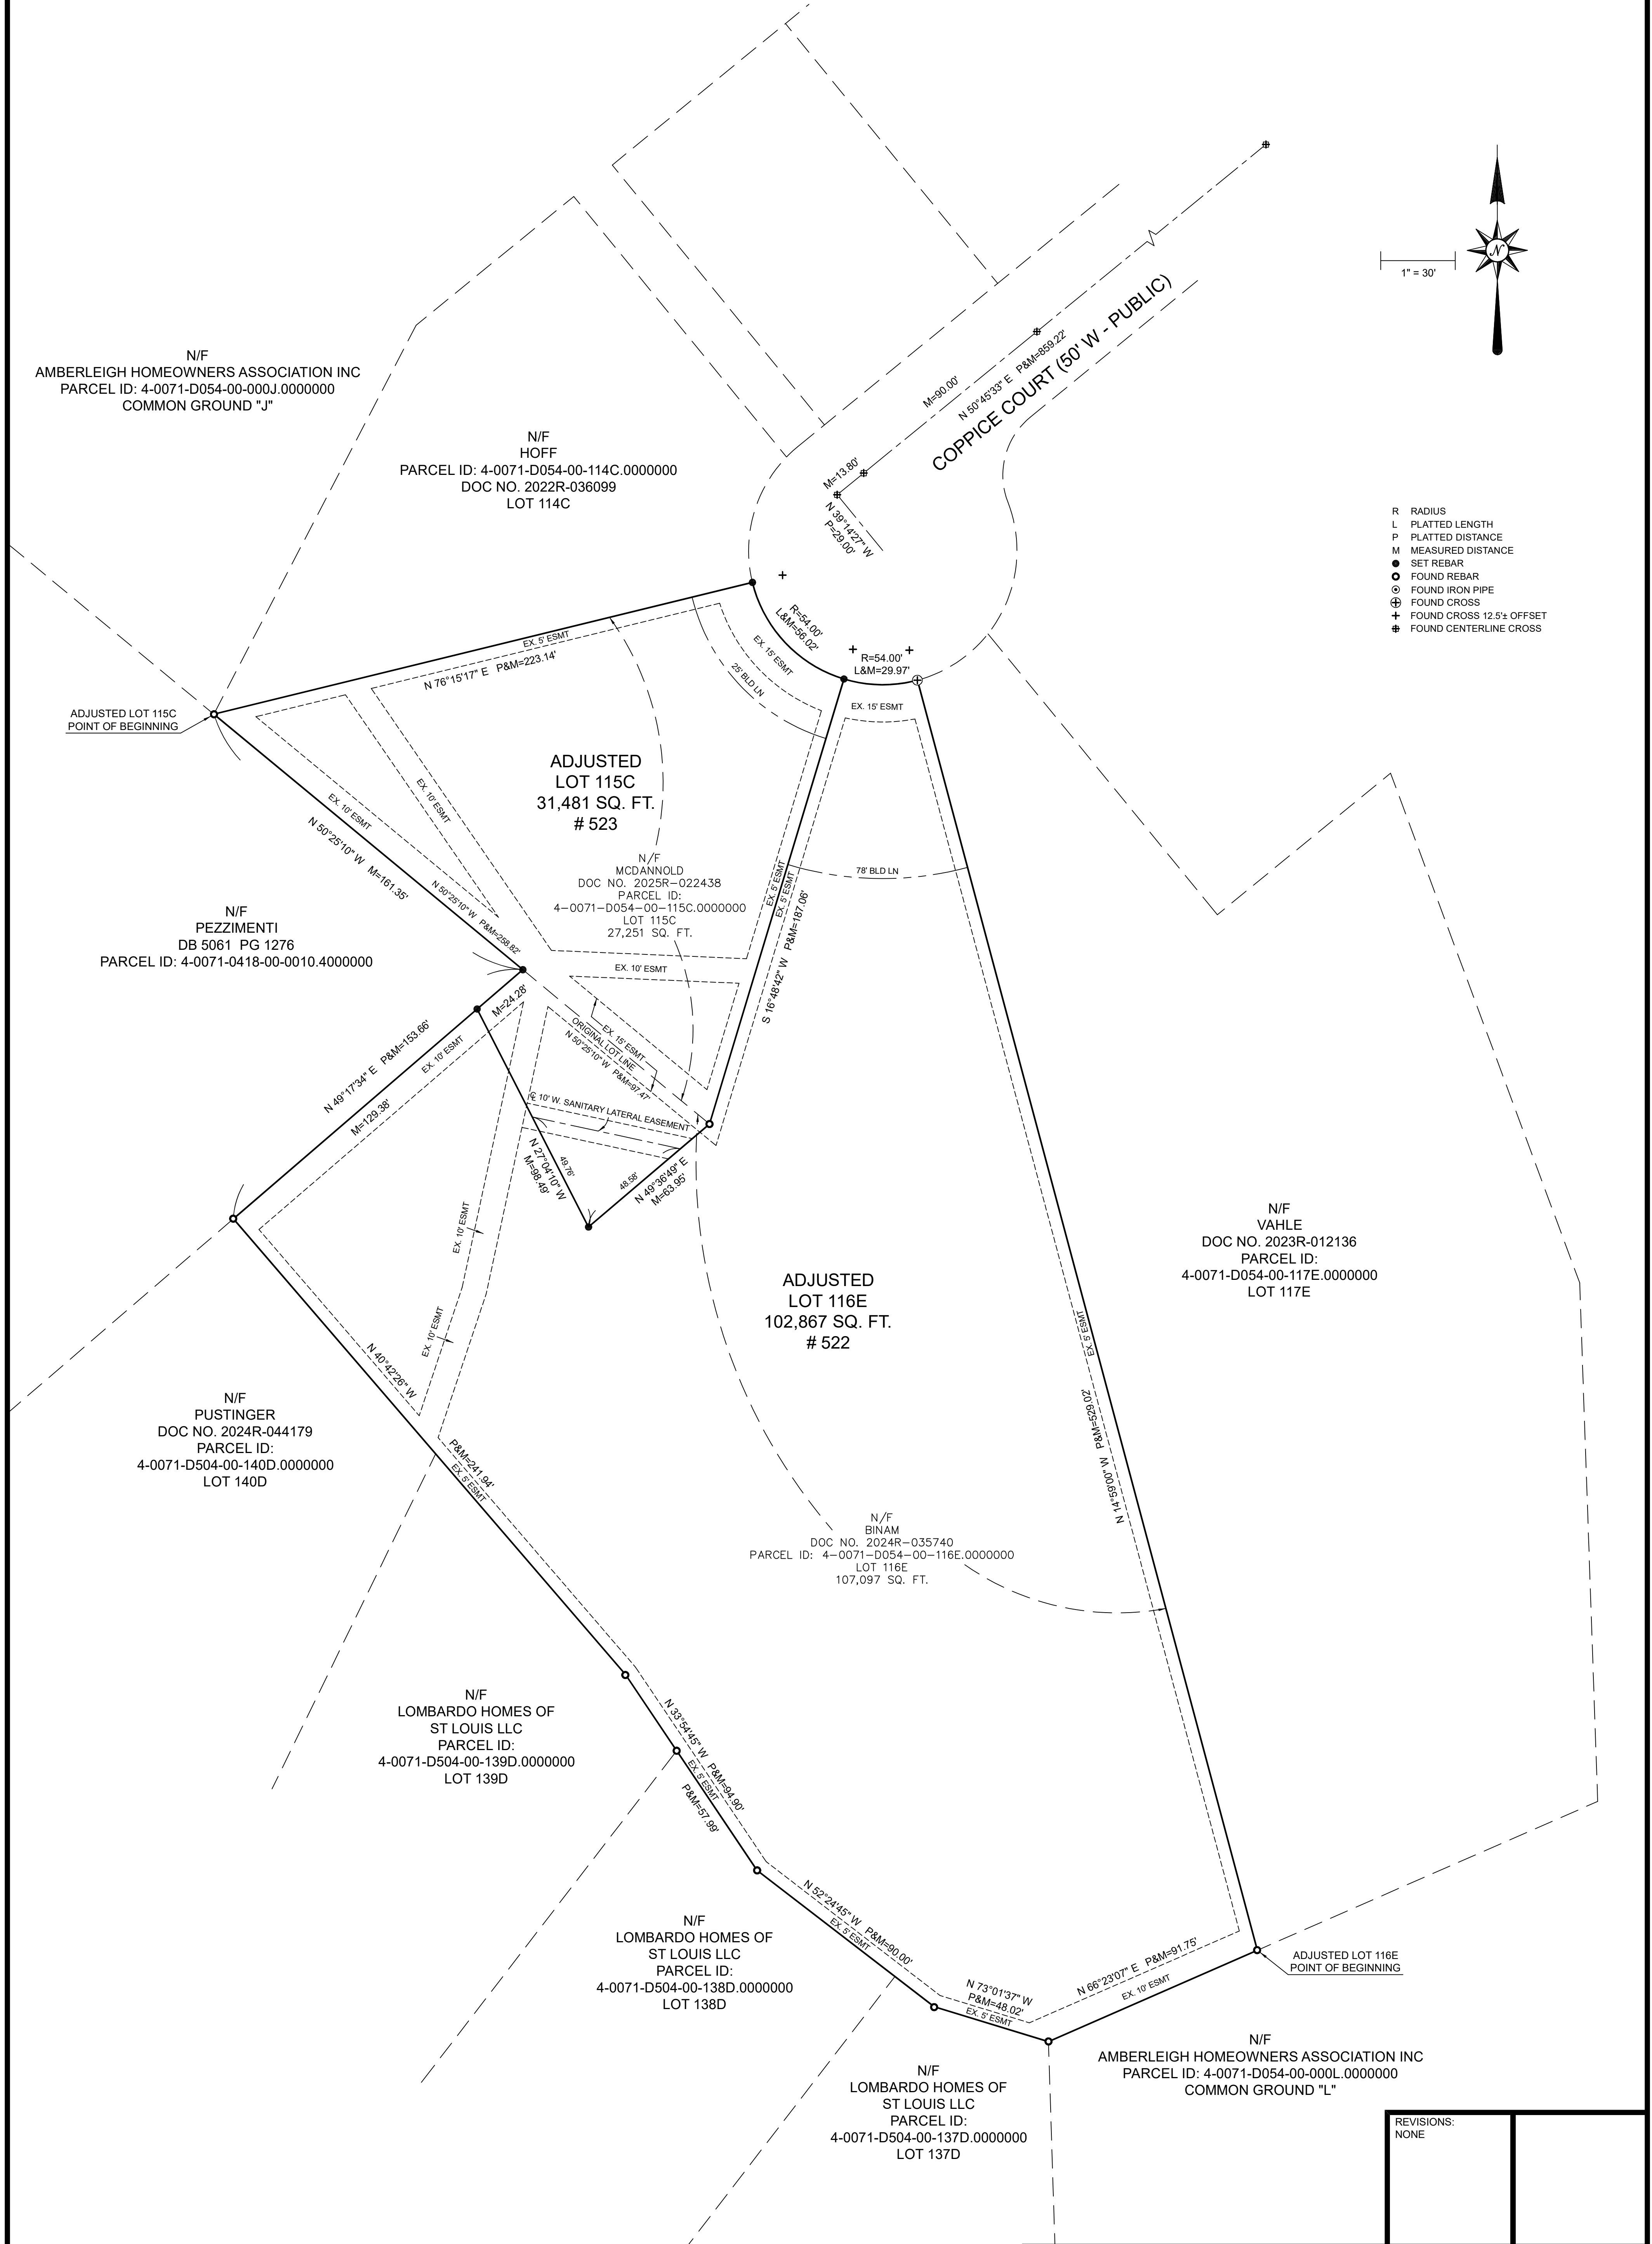 N
1" = 30'
N/F
AMBERLEIGH HOMEOWNERS ASSOCIATION INC
PARCEL ID: 4-0071-D054-00-000J.0000000
COMMON GROUND "J"
N/F
HOFF
PARCEL ID: 4-0071-D054-00-114C.0000000
DOC NO. 2022R-036099
LOT 114C
M=90.00'
N 50°45'33" E P&M=859.22'
COPPICE COURT (50' W - PUBLIC)
M=13.80'
N 39°14'27" W
P=29.00'
R RADIUS
L PLATTED LENGTH
P PLATTED DISTANCE
M MEASURED DISTANCE
SET REBAR
FOUND REBAR
FOUND IRON PIPE
FOUND CROSS
FOUND CROSS 12.5'± OFFSET
FOUND CENTERLINE CROSS
R=54.00'
L&M=56.02'
EX. 15' ESMT
25' BLD LN
R=54.00'
L&M=29.97'
EX. 15' ESMT
EX. 5' ESMT
N 76°15'17" E P&M=223.14'
ADJUSTED LOT 115C
POINT OF BEGINNING
ADJUSTED
LOT 115C
31,481 SQ. FT.
# 523
EX. 10' ESMT
EX. 10' ESMT
N 50°25'10" W M=161.35'
N 50°25'10" W P&M=258.82'
N/F
MCDANNOLD
DOC NO. 2025R-022438
PARCEL ID:
4-0071-D054-00-115C.0000000
LOT 115C
27,251 SQ. FT.
EX. 5' ESMT
EX. 5' ESMT
78' BLD LN
S 16°48'42" W P&M=187.06'
N/F
PEZZIMENTI
DB 5061 PG 1276
PARCEL ID: 4-0071-0418-00-0010.4000000
EX. 10' ESMT
M=24.28'
EX. 15' ESMT
ORIGINAL LOT LINE
N 50°25'10" W P&M=97.47'
N 49°17'34" E P&M=153.66'
EX. 10' ESMT
M=129.38'
℄ 10' W. SANITARY LATERAL EASEMENT
N 27°04'10" W
M=98.49'
49.76'
48.58'
N 49°36'49" E
M=63.95'
EX. 10' ESMT
EX. 10' ESMT
N/F
VAHLE
DOC NO. 2023R-012136
PARCEL ID:
4-0071-D054-00-117E.0000000
LOT 117E
ADJUSTED
LOT 116E
102,867 SQ. FT.
# 522
EX. 5' ESMT
N 14°59'00" W P&M=529.02'
N 40°42'26" W
P&M=241.94'
EX. 5' ESMT
N/F
PUSTINGER
DOC NO. 2024R-044179
PARCEL ID:
4-0071-D504-00-140D.0000000
LOT 140D
N/F
BINAM
DOC NO. 2024R-035740
PARCEL ID: 4-0071-D054-00-116E.0000000
LOT 116E
107,097 SQ. FT.
N/F
LOMBARDO HOMES OF
ST LOUIS LLC
PARCEL ID:
4-0071-D504-00-139D.0000000
LOT 139D
N 33°54'45" W P&M=94.90'
EX. 5' ESMT
P&M=57.99'
N/F
LOMBARDO HOMES OF
ST LOUIS LLC
PARCEL ID:
4-0071-D504-00-138D.0000000
LOT 138D
N 52°24'45" W P&M=90.00'
EX. 5' ESMT
N 73°01'37" W
P&M=48.02'
EX. 5' ESMT
N 66°23'07" E P&M=91.75'
EX. 10' ESMT
ADJUSTED LOT 116E
POINT OF BEGINNING
N/F
AMBERLEIGH HOMEOWNERS ASSOCIATION INC
PARCEL ID: 4-0071-D054-00-000L.0000000
COMMON GROUND "L"
N/F
LOMBARDO HOMES OF
ST LOUIS LLC
PARCEL ID:
4-0071-D504-00-137D.0000000
LOT 137D
REVISIONS:
NONE